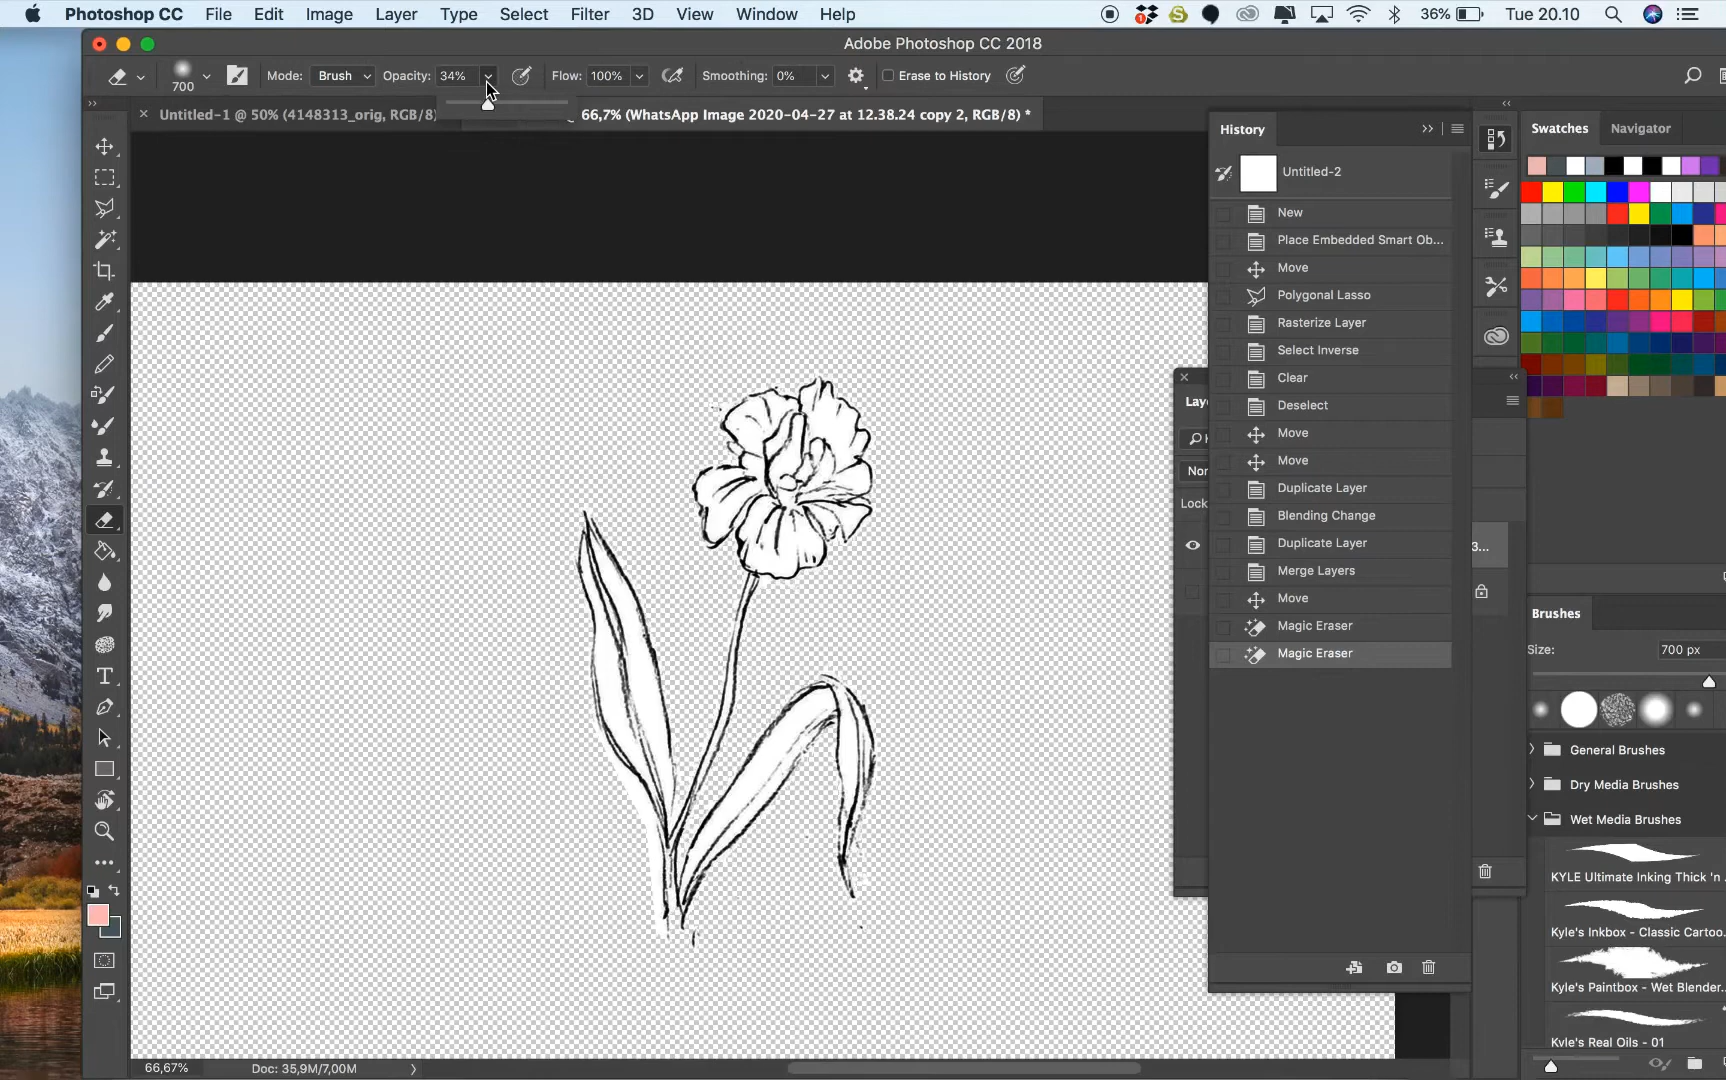 Photoshop CC File Edit Image Layer Type Select Filter 3D View Window Help 1 36% Tue 20.10
Adobe Photoshop CC 2018
700 Mode: Brush Opacity: 34% Flow: 100% Smoothing: 0% Erase to History
Untitled-1 @ 50% (4148313_orig, RGB/8) 66,7% (WhatsApp Image 2020-04-27 at 12.38.24 copy 2, RGB/8) *
History
Untitled-2
New
Place Embedded Smart Ob...
Move
Polygonal Lasso
Rasterize Layer
Select Inverse
Clear
Deselect
Move
Move
Duplicate Layer
Blending Change
Duplicate Layer
Merge Layers
Move
Magic Eraser
Magic Eraser
Laye
Nor
Lock
3...
Swatches Navigator
Brushes
Size: 700 px
General Brushes
Dry Media Brushes
Wet Media Brushes
KYLE Ultimate Inking Thick 'n
Kyle's Inkbox - Classic Cartoo...
Kyle's Paintbox - Wet Blender...
Kyle's Real Oils - 01
66,67% Doc: 35,9M/7,00M